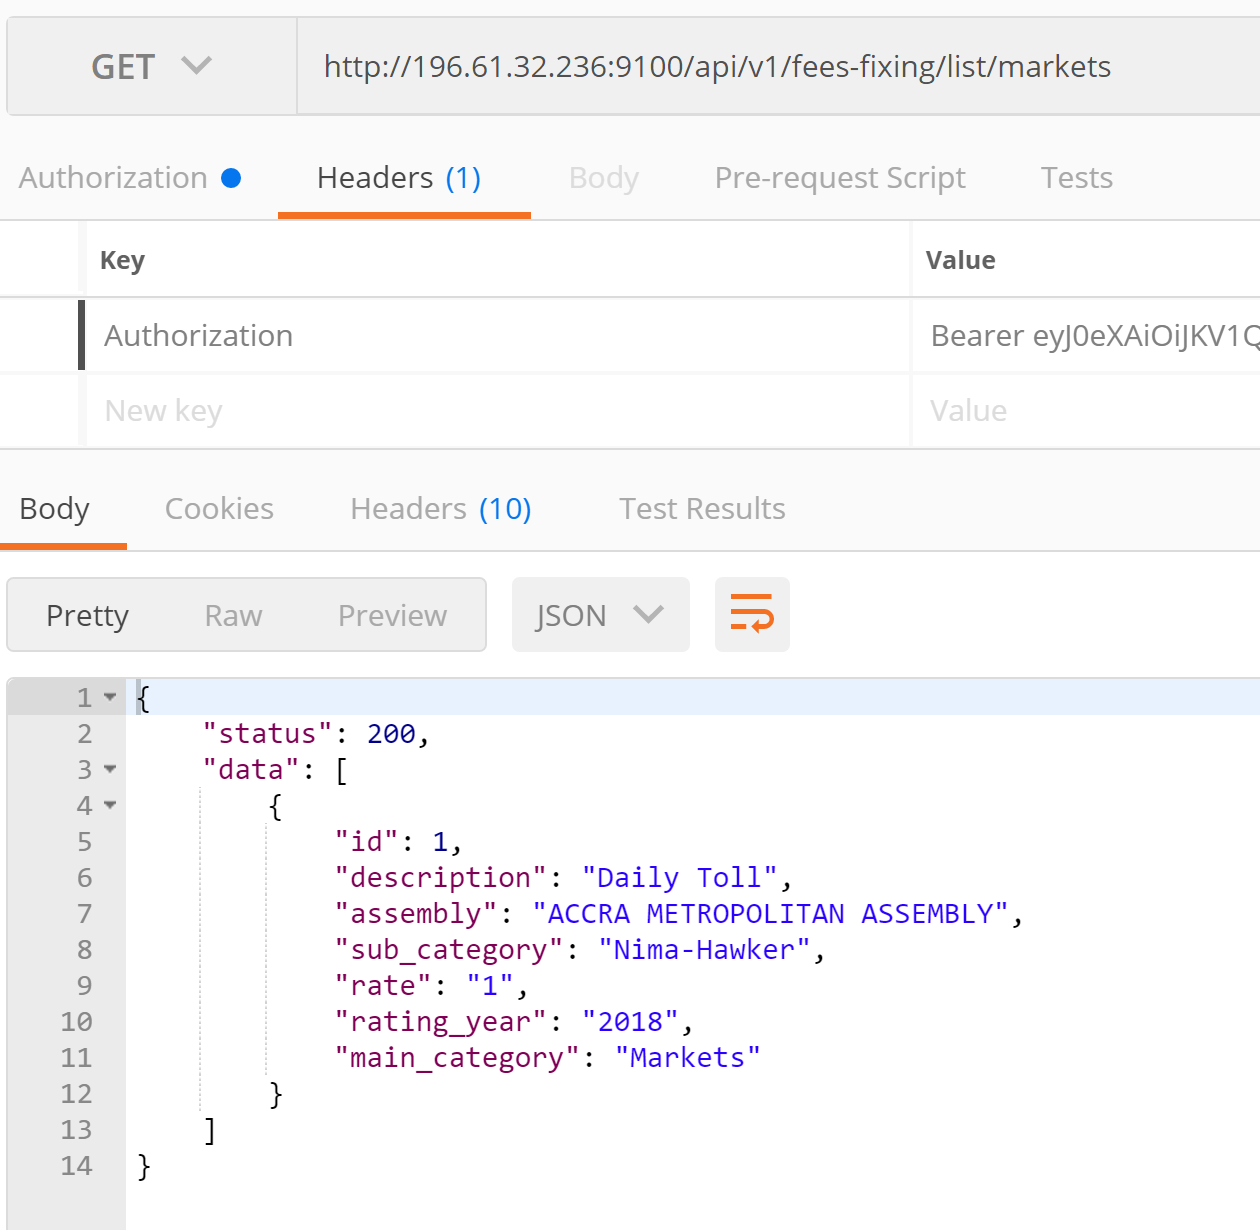 GET http://196.61.32.236:9100/api/v1/fees-fixing/list/markets
Authorization Headers (1) Body Pre-request Script Tests
Key Value
Authorization Bearer eyJ0eXAiOiJKV1Q
New key Value
Body Cookies Headers (10) Test Results
Pretty Raw Preview JSON
1 {
2 "status": 200,
3 "data": [
4 {
5 "id": 1,
6 "description": "Daily Toll",
7 "assembly": "ACCRA METROPOLITAN ASSEMBLY",
8 "sub_category": "Nima-Hawker",
9 "rate": "1",
10 "rating_year": "2018",
11 "main_category": "Markets"
12 }
13 ]
14 }